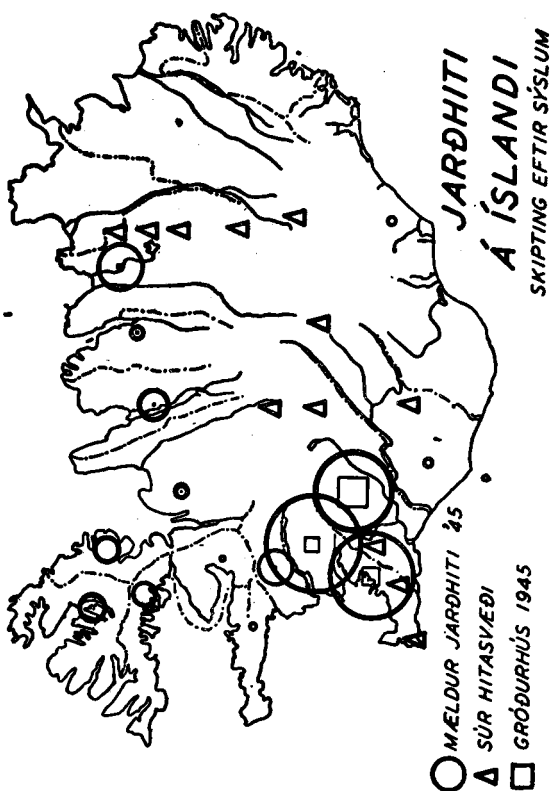 JARÐHITI
Á ÍSLANDI
SKIPTING EFTIR SÝSLUM
MÆLDUR JARÐHITI '45
SÚR HITASVÆÐI
GRÓÐURHÚS 1945